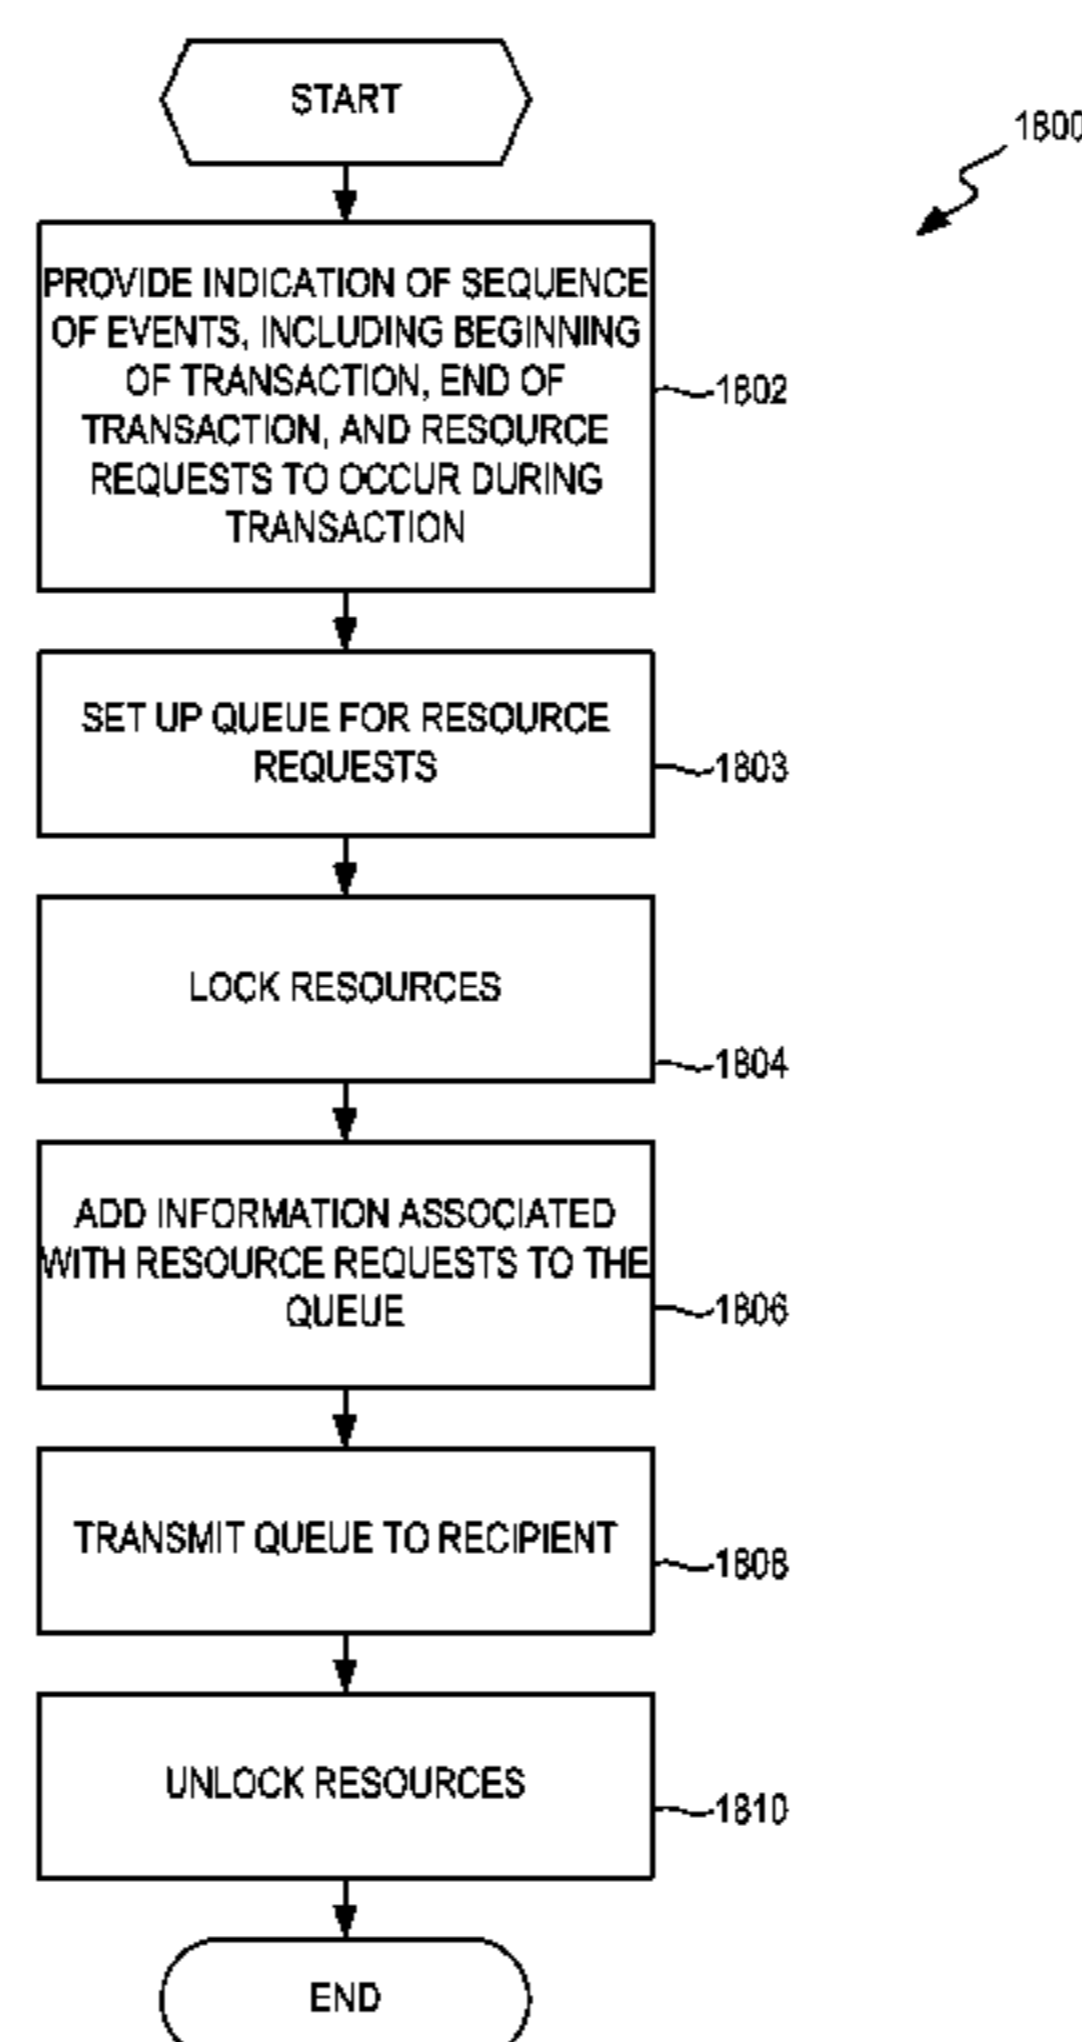 START
1800
PROVIDE INDICATION OF SEQUENCE
OF EVENTS, INCLUDING BEGINNING
OF TRANSACTION, END OF
TRANSACTION, AND RESOURCE
REQUESTS TO OCCUR DURING
TRANSACTION
1802
SET UP QUEUE FOR RESOURCE
REQUESTS
1803
LOCK RESOURCES
1804
ADD INFORMATION ASSOCIATED
WITH RESOURCE REQUESTS TO THE
QUEUE
1806
TRANSMIT QUEUE TO RECIPIENT
1808
UNLOCK RESOURCES
1810
END